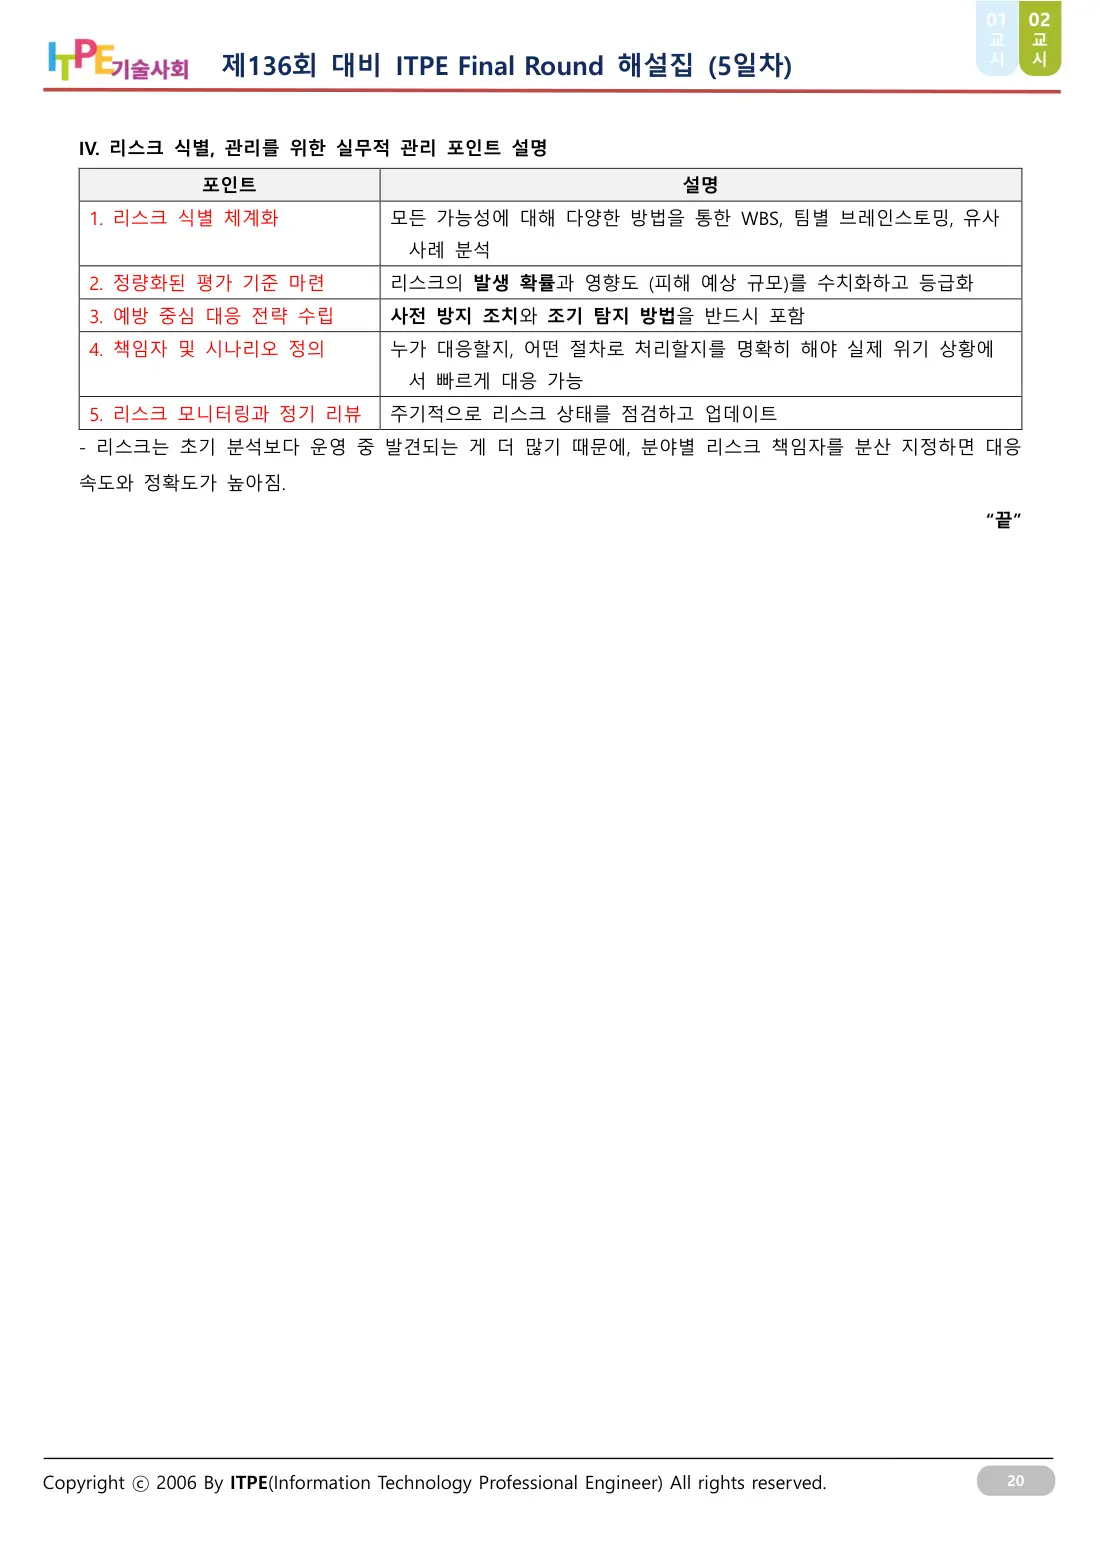 01
교
시
02
교
시
ITPE기술사회 제136회 대비 ITPE Final Round 해설집 (5일차)
IV. 리스크 식별, 관리를 위한 실무적 관리 포인트 설명
포인트 설명
1. 리스크 식별 체계화 모든 가능성에 대해 다양한 방법을 통한 WBS, 팀별 브레인스토밍, 유사
사례 분석
2. 정량화된 평가 기준 마련 리스크의 발생 확률과 영향도 (피해 예상 규모)를 수치화하고 등급화
3. 예방 중심 대응 전략 수립 사전 방지 조치와 조기 탐지 방법을 반드시 포함
4. 책임자 및 시나리오 정의 누가 대응할지, 어떤 절차로 처리할지를 명확히 해야 실제 위기 상황에
서 빠르게 대응 가능
5. 리스크 모니터링과 정기 리뷰 주기적으로 리스크 상태를 점검하고 업데이트
- 리스크는 초기 분석보다 운영 중 발견되는 게 더 많기 때문에, 분야별 리스크 책임자를 분산 지정하면 대응
속도와 정확도가 높아짐.
“끝”
Copyright ⓒ 2006 By ITPE(Information Technology Professional Engineer) All rights reserved.
20